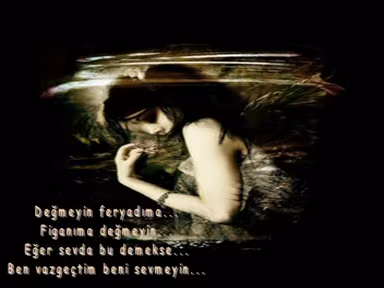 Değmeyin feryadıma...
Figanıma değmeyin...
Eğer sevda bu demekse...
Ben vazgeçtim beni sevmeyin...